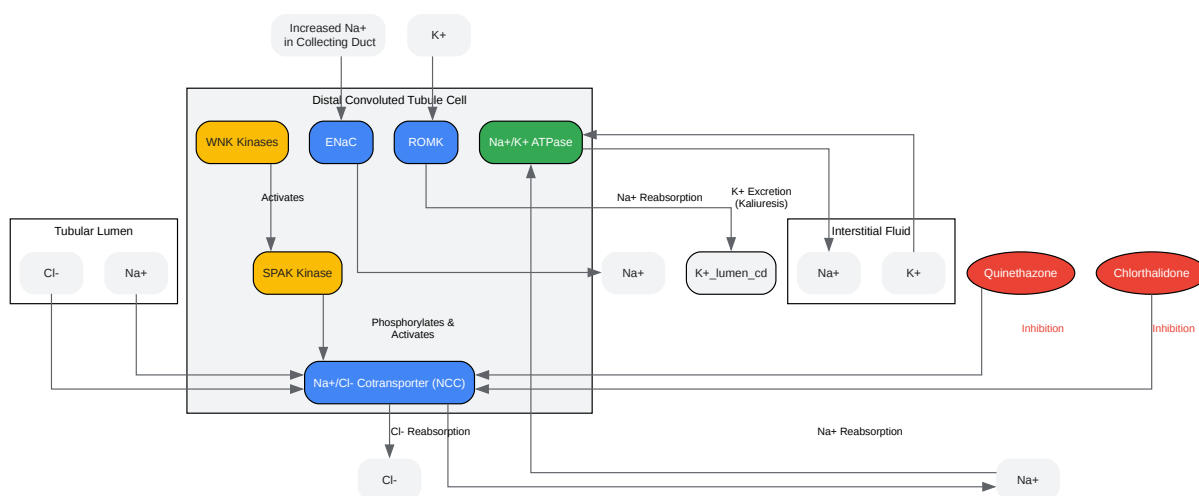 Increased Na+
in Collecting Duct
K+
Distal Convoluted Tubule Cell
WNK Kinases
ENaC
ROMK
Na+/K+ ATPase
Activates
Na+ Reabsorption
K+ Excretion
(Kaliuresis)
Tubular Lumen
Interstitial Fluid
Cl-
Na+
SPAK Kinase
Na+
K+_lumen_cd
Na+
K+
Quinethazone
Chlorthalidone
Phosphorylates &
Activates
Inhibition
Inhibition
Na+/Cl- Cotransporter (NCC)
Cl- Reabsorption
Na+ Reabsorption
Cl-
Na+